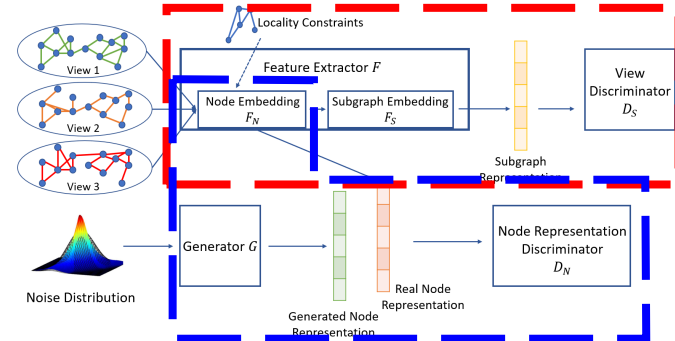 Locality Constraints
View 1
View 2
View 3
Feature Extractor F
Node Embedding
F_N
Subgraph Embedding
F_S
View
Discriminator
D_S
Subgraph
Representation
Noise Distribution
Generator G
Generated Node
Representation
Real Node
Representation
Node Representation
Discriminator
D_N